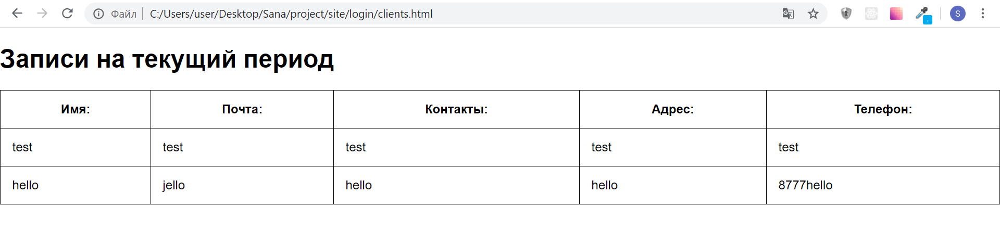 Файл | C:/Users/user/Desktop/Sana/project/site/login/clients.html S
Записи на текущий период
Имя: Почта: Контакты: Адрес: Телефон:
test test test test test
hello jello hello hello 8777hello